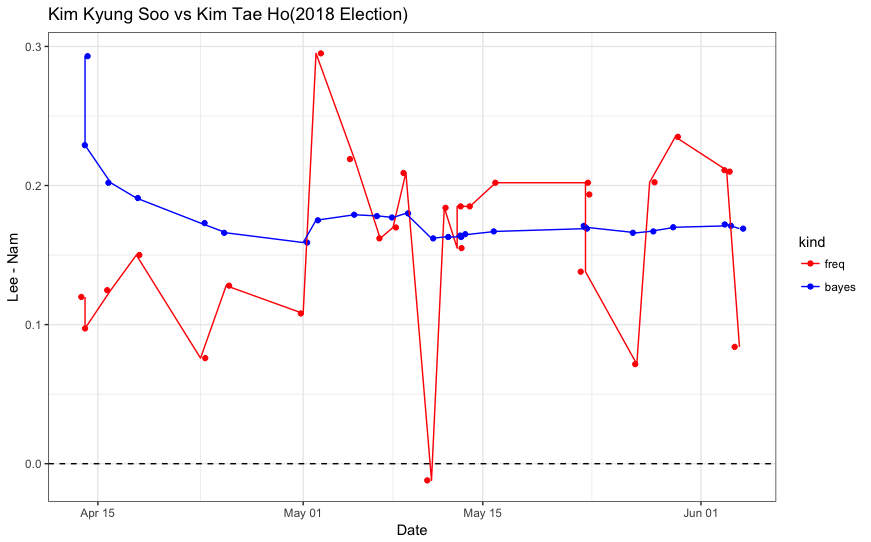 Kim Kyung Soo vs Kim Tae Ho(2018 Election)
0.3
0.2
0.1
0.0
Lee - Nam
Apr 15
May 01
May 15
Jun 01
Date
kind
freq
bayes